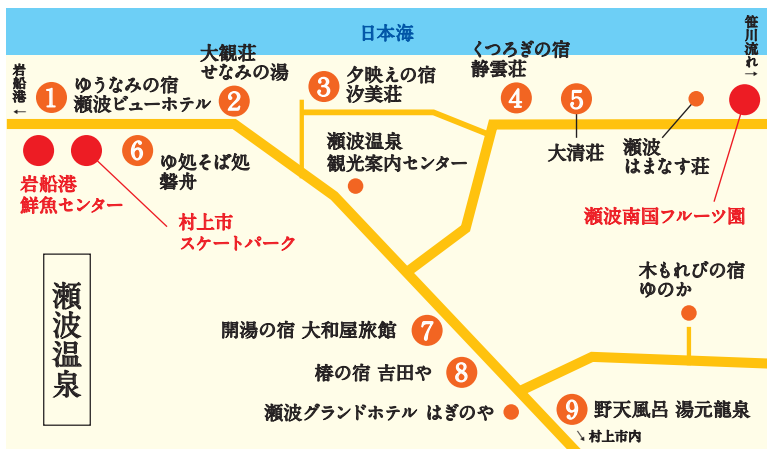 日本海
岩船港
←
1
ゆうなみの宿
瀬波ビューホテル
大観荘
せなみの湯
2
3
夕映えの宿
汐美荘
くつろぎの宿
静雲荘
4
5
大清荘
瀬波
はまなす荘
笹川流れ
→
岩船港
鮮魚センター
村上市
スケートパーク
6
ゆ処そば処
磐舟
瀬波温泉
観光案内センター
瀬波南国フルーツ園
木もれびの宿
ゆのか
瀬波温泉
開湯の宿 大和屋旅館
7
椿の宿 吉田や
8
瀬波グランドホテル はぎのや
9
野天風呂 湯元龍泉
↘村上市内